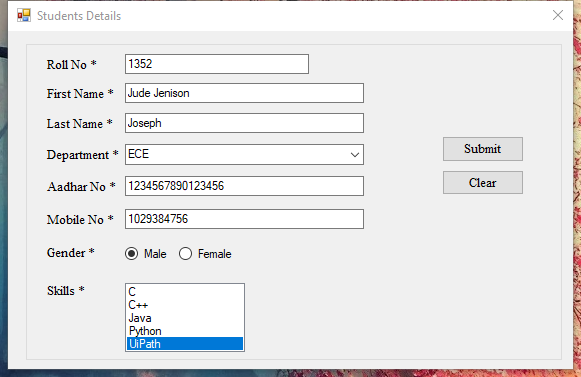 Students Details
Roll No * 1352
First Name * Jude Jenison
Last Name * Joseph
Department * ECE
Submit
Aadhar No * 1234567890123456
Clear
Mobile No * 1029384756
Gender * Male Female
Skills * C
C++
Java
Python
UiPath